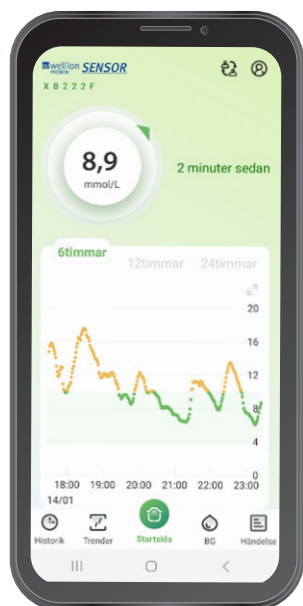 wellion SENSOR
XB222F
8,9
mmol/L
2 minuter sedan
6timmar
12timmar
24timmar
20
16
12
8
4
0
18:00 19:00 20:00 21:00 22:00 23:00
14/01
Historik Trender Startsida BG Händelse